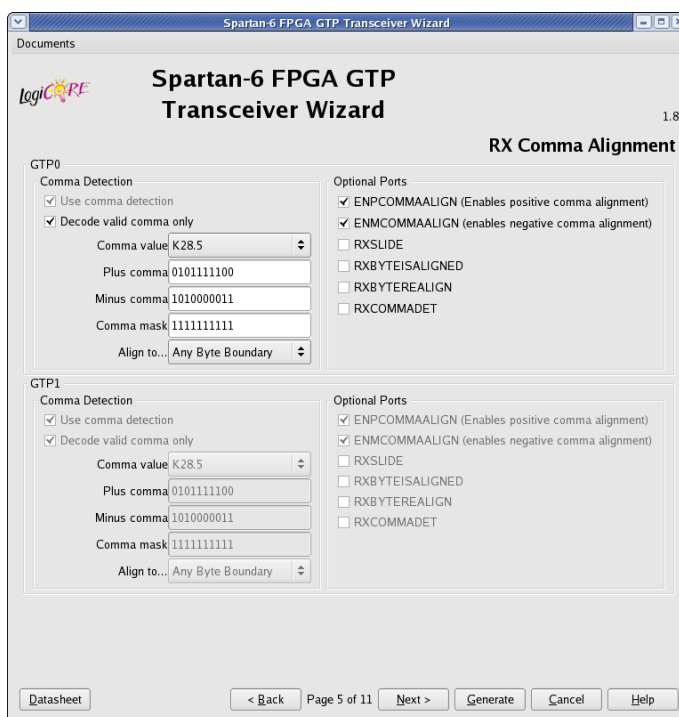 Spartan-6 FPGA GTP Transceiver Wizard
Documents
LogiCORE
Spartan-6 FPGA GTP
Transceiver Wizard
1.8
RX Comma Alignment
GTP0
Comma Detection
Use comma detection
Decode valid comma only
Comma value K28.5
Plus comma 0101111100
Minus comma 1010000011
Comma mask 1111111111
Align to... Any Byte Boundary
Optional Ports
ENPCOMMAALIGN (Enables positive comma alignment)
ENMCOMMAALIGN (enables negative comma alignment)
RXSLIDE
RXBYTEISALIGNED
RXBYTEREALIGN
RXCOMMADET
GTP1
Comma Detection
Use comma detection
Decode valid comma only
Comma value K28.5
Plus comma 0101111100
Minus comma 1010000011
Comma mask 1111111111
Align to... Any Byte Boundary
Optional Ports
ENPCOMMAALIGN (Enables positive comma alignment)
ENMCOMMAALIGN (enables negative comma alignment)
RXSLIDE
RXBYTEISALIGNED
RXBYTEREALIGN
RXCOMMADET
Datasheet < Back Page 5 of 11 Next > Generate Cancel Help